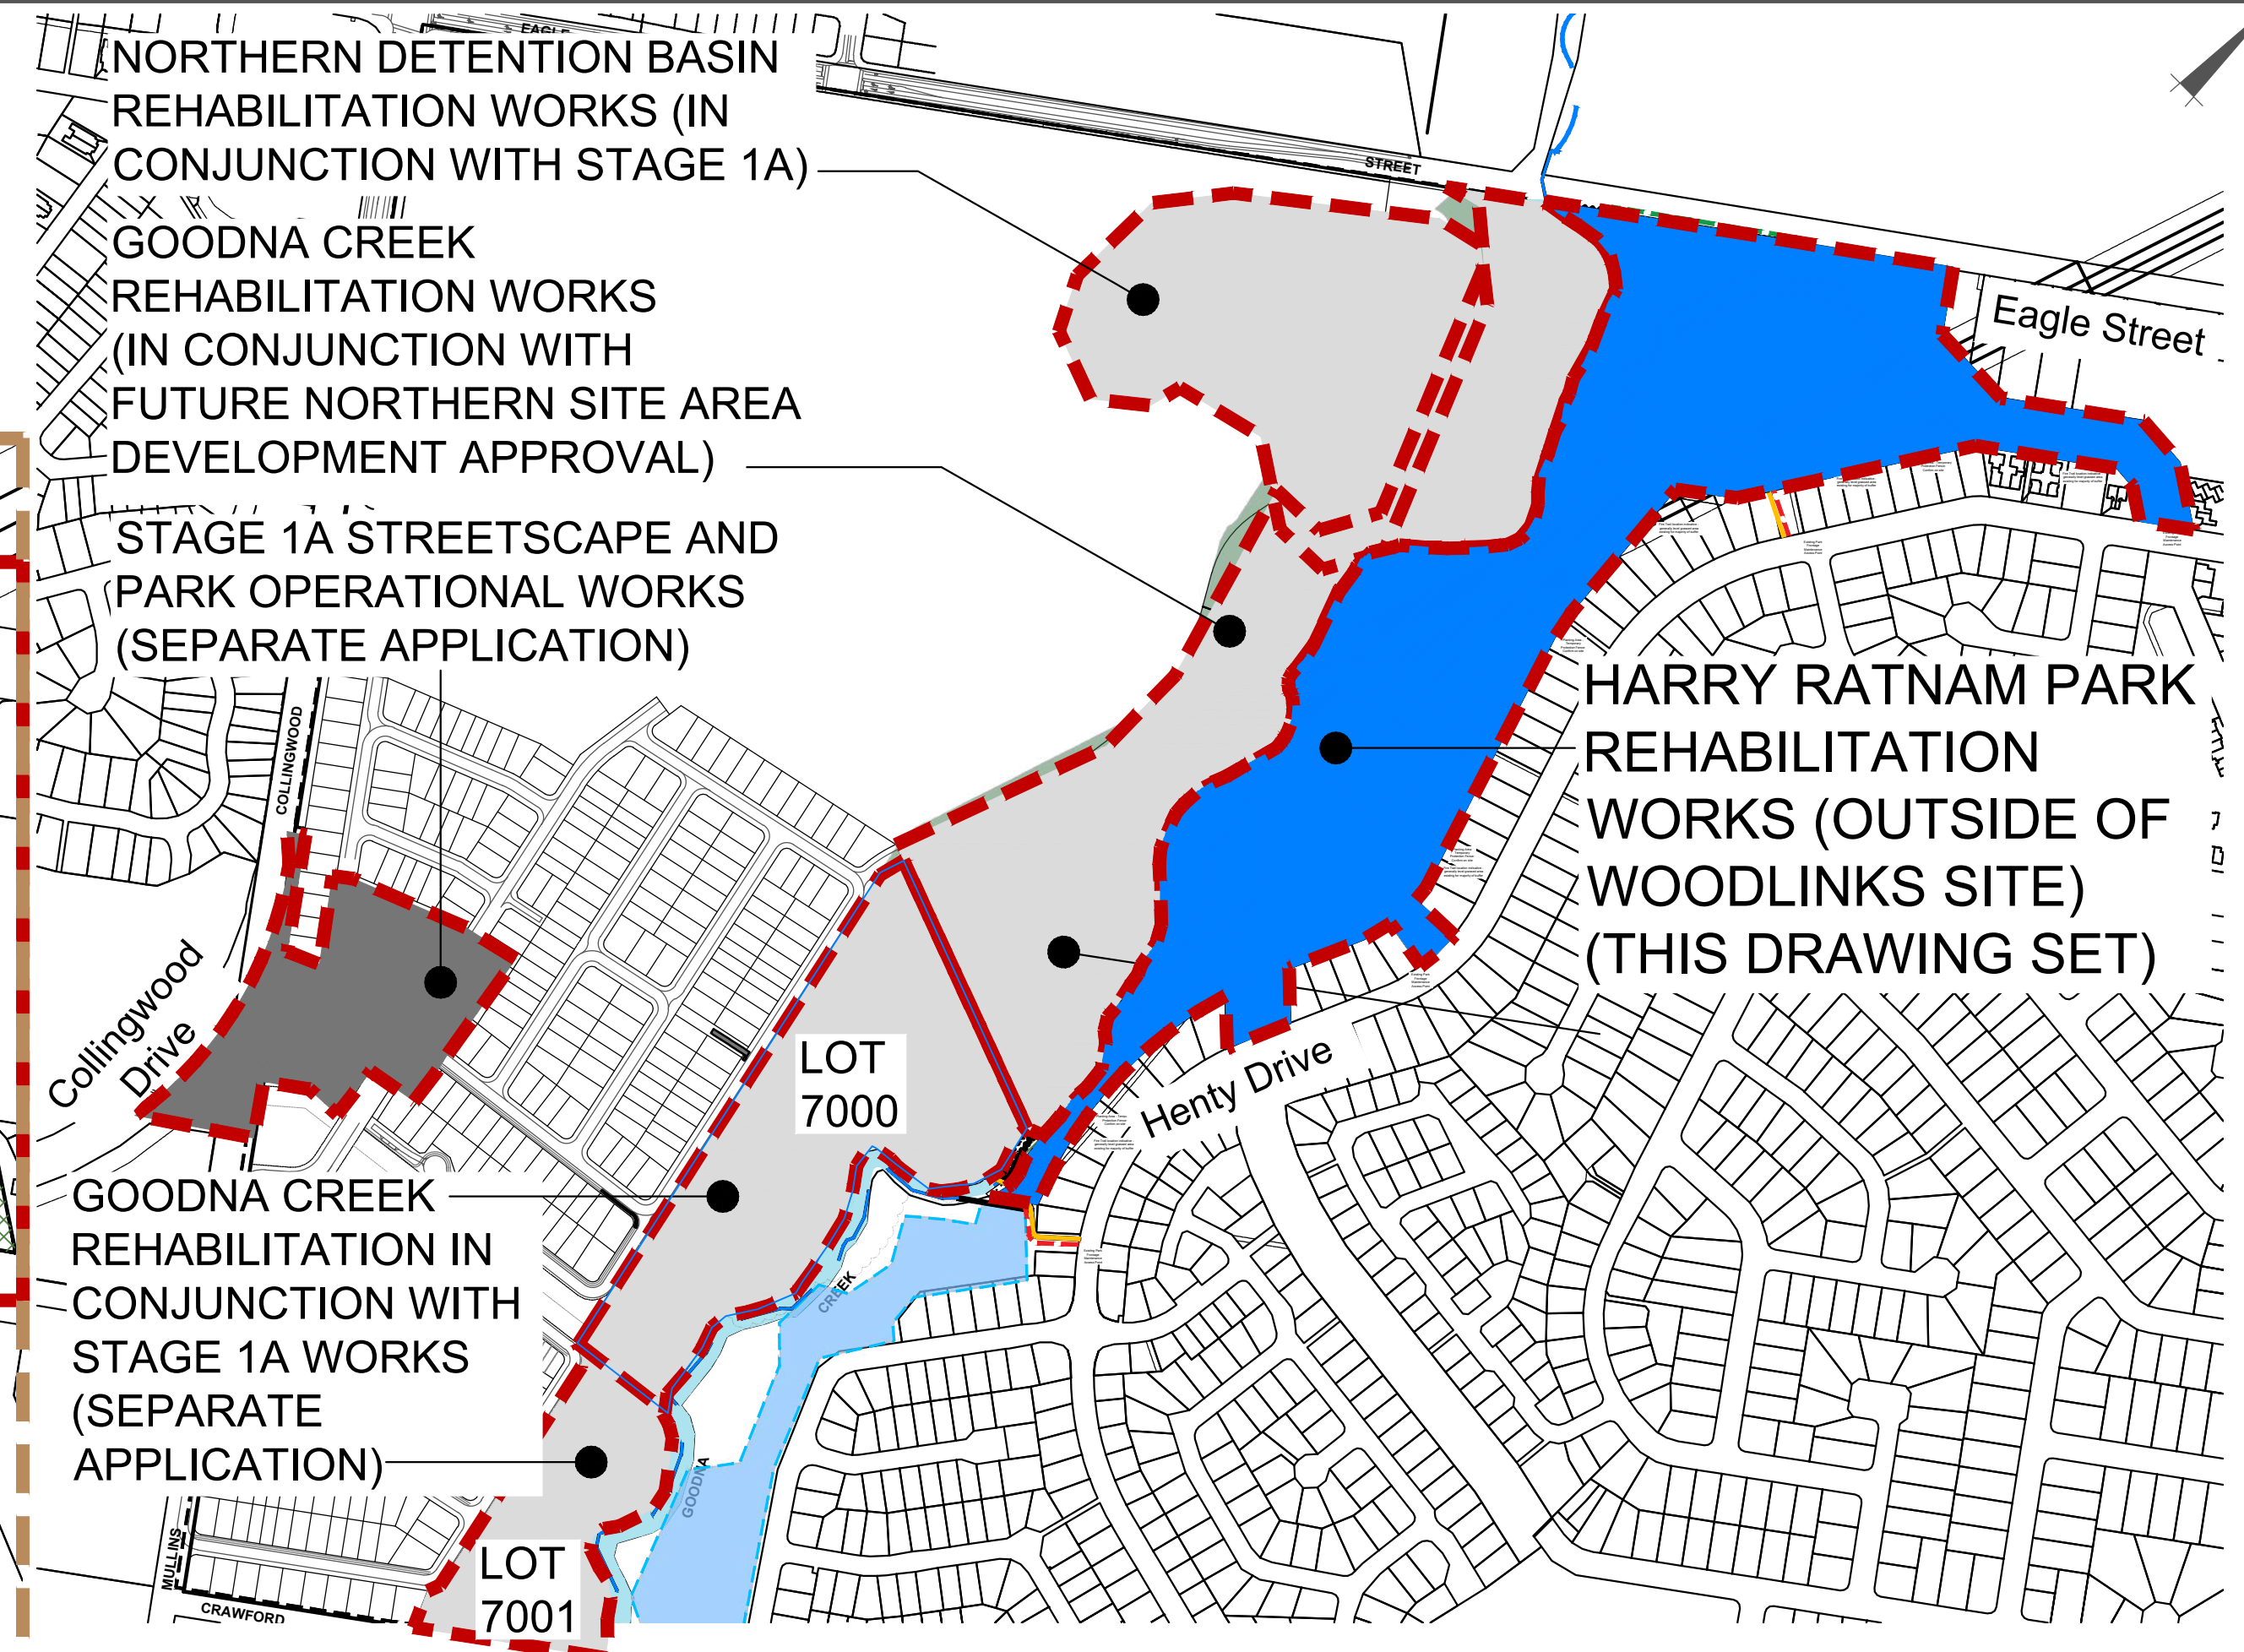 EAGLE
NORTHERN DETENTION BASIN
REHABILITATION WORKS (IN
CONJUNCTION WITH STAGE 1A)
STREET
GOODNA CREEK
REHABILITATION WORKS
(IN CONJUNCTION WITH
FUTURE NORTHERN SITE AREA
DEVELOPMENT APPROVAL)
Eagle Street
STAGE 1A STREETSCAPE AND
PARK OPERATIONAL WORKS
(SEPARATE APPLICATION)
HARRY RATNAM PARK
REHABILITATION
WORKS (OUTSIDE OF
WOODLINKS SITE)
(THIS DRAWING SET)
COLLINGWOOD
Collingwood
Drive
LOT
7000
Henty Drive
GOODNA CREEK
REHABILITATION IN
CONJUNCTION WITH
STAGE 1A WORKS
(SEPARATE
APPLICATION)
CREEK
GOODNA
MULLINS
CRAWFORD
LOT
7001